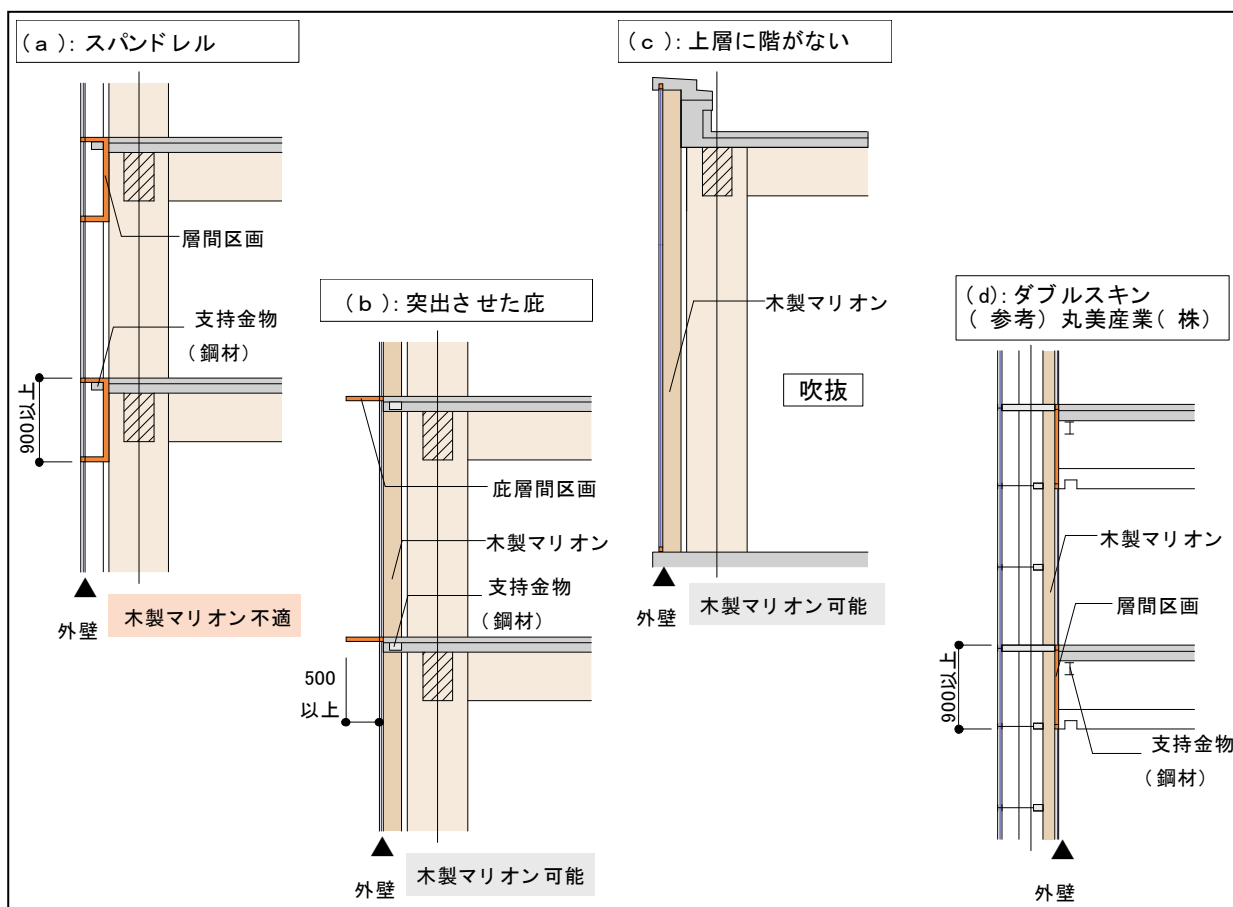 (a):スパンドレル
層間区画
支持金物
(鋼材)
900以上
外壁
木製マリオン不適
(b):突出させた庇
庇層間区画
木製マリオン
支持金物
(鋼材)
500
以上
外壁
木製マリオン可能
(c):上層に階がない
木製マリオン
吹抜
外壁
木製マリオン可能
(d):ダブルスキン
(参考)丸美産業(株)
木製マリオン
層間区画
900以上
支持金物
(鋼材)
外壁